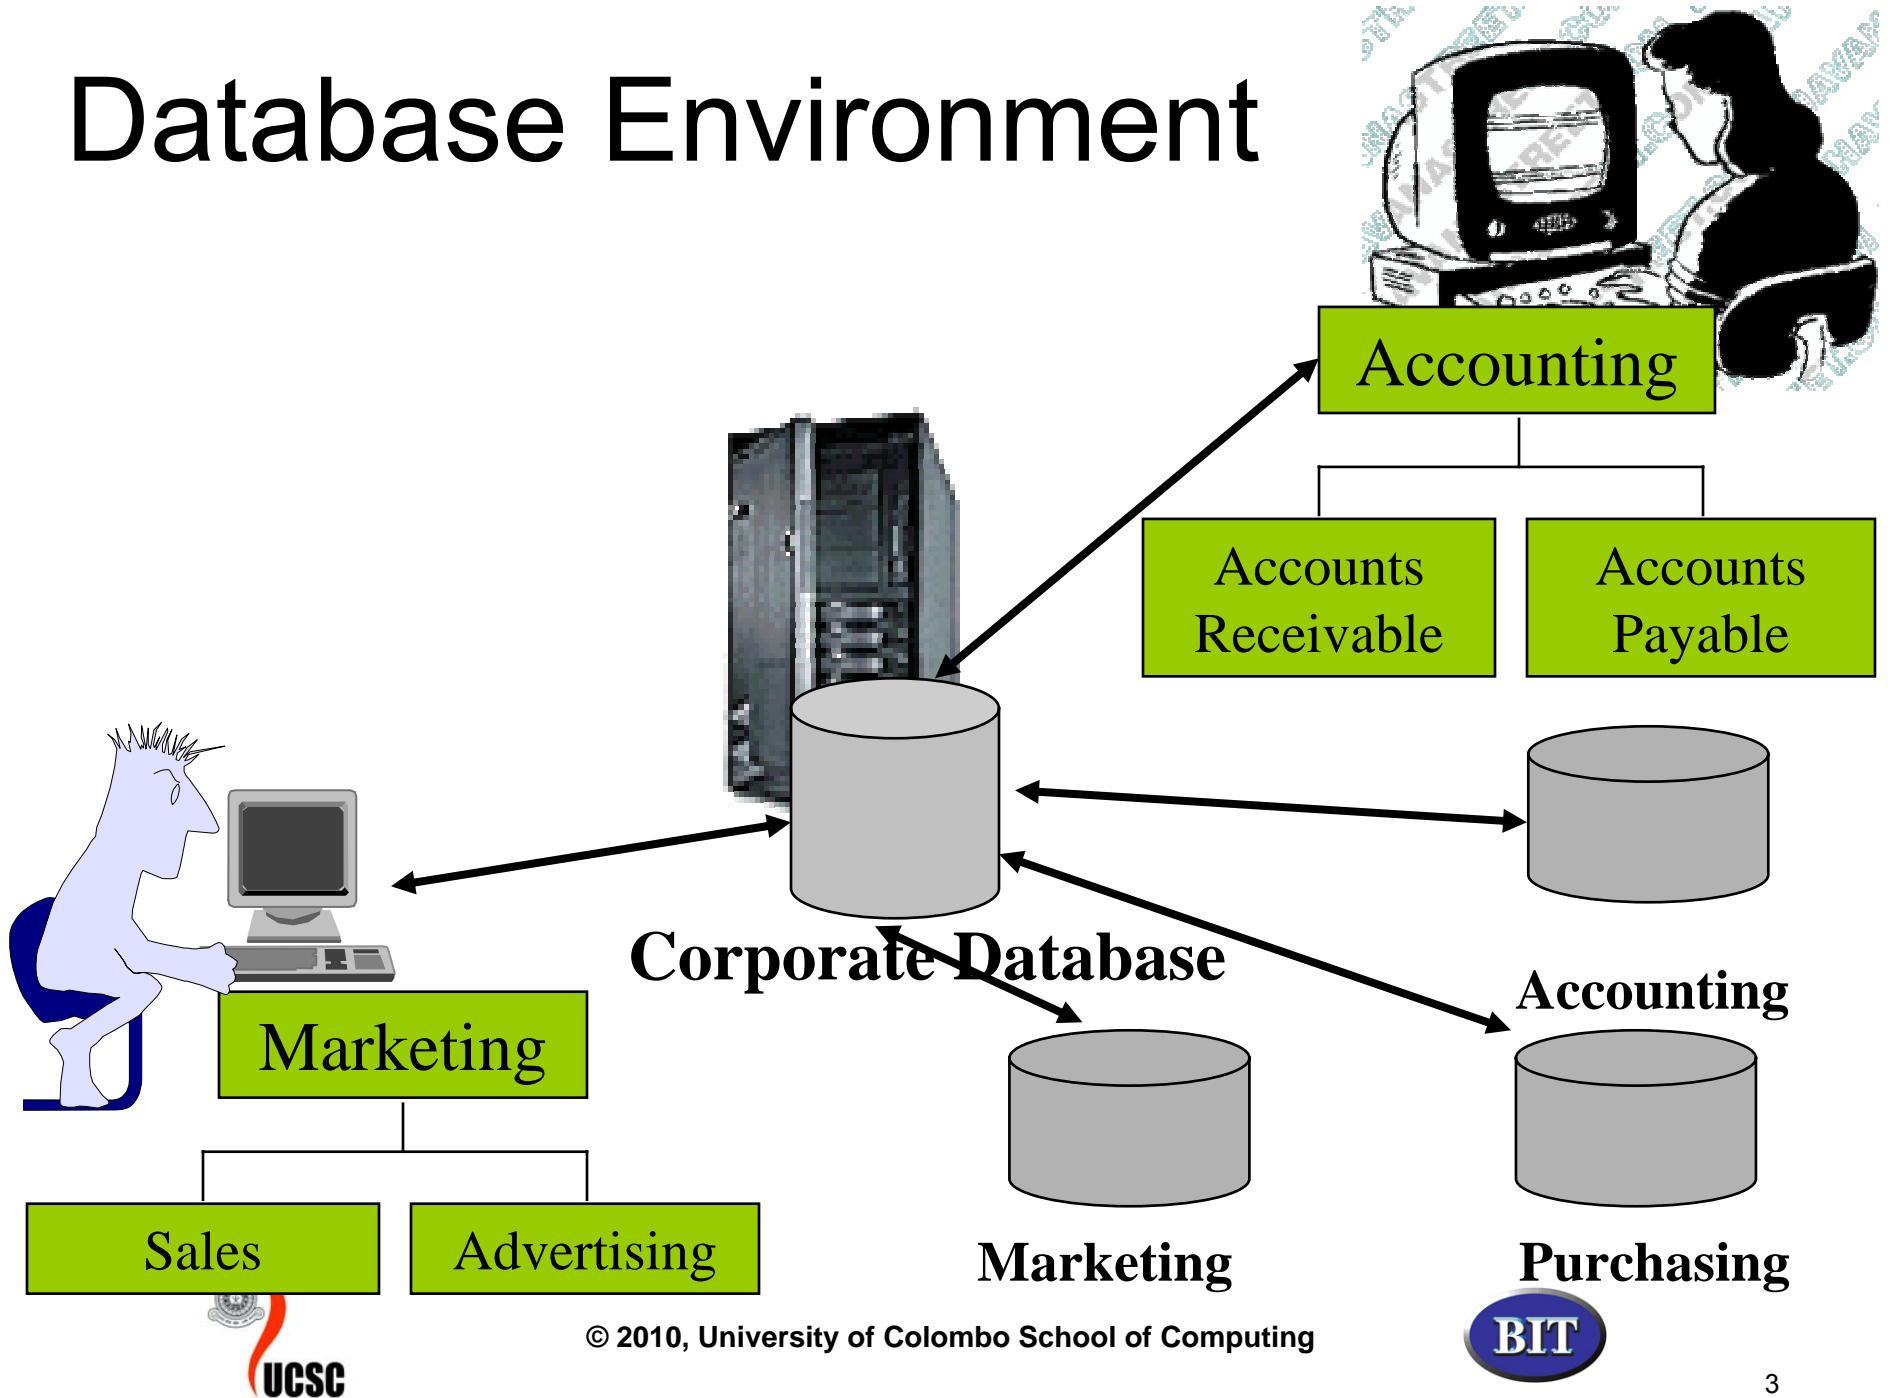 Database Environment
Accounting
Accounts
Receivable
Accounts
Payable
Corporate Database
Accounting
Marketing
Sales
Advertising
Marketing
Purchasing
© 2010, University of Colombo School of Computing
UCSC
BIT
3